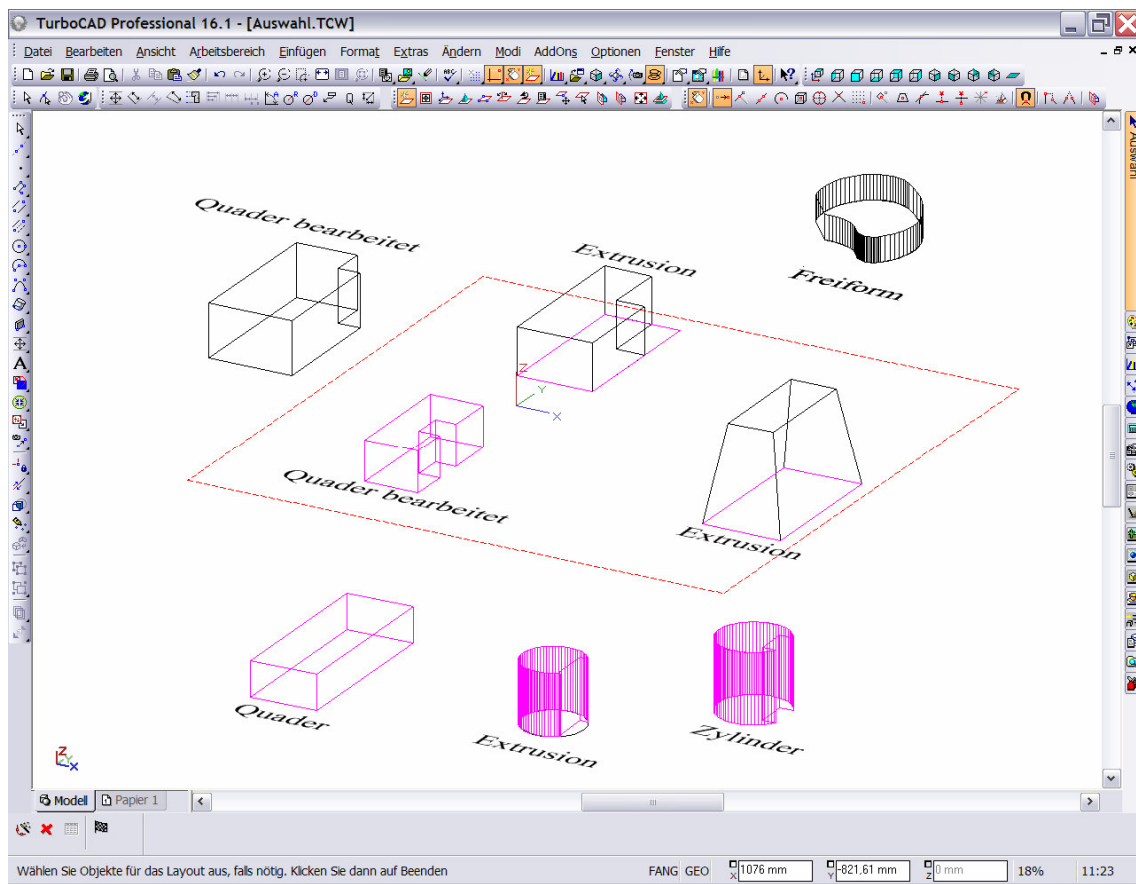 TurboCAD Professional 16.1 - [Auswahl.TCW]
Datei Bearbeiten Ansicht Arbeitsbereich Einfügen Format Extras Ändern Modi AddOns Optionen Fenster Hilfe
Auswahl
Quader bearbeitet
Extrusion
Freiform
Z
Y
X
Quader bearbeitet
Extrusion
Quader
Extrusion
Zylinder
Z
Y
X
Modell Papier 1
Wählen Sie Objekte für das Layout aus, falls nötig. Klicken Sie dann auf Beenden FANG GEO X 1076 mm Y -821,61 mm Z 0 mm 18% 11:23